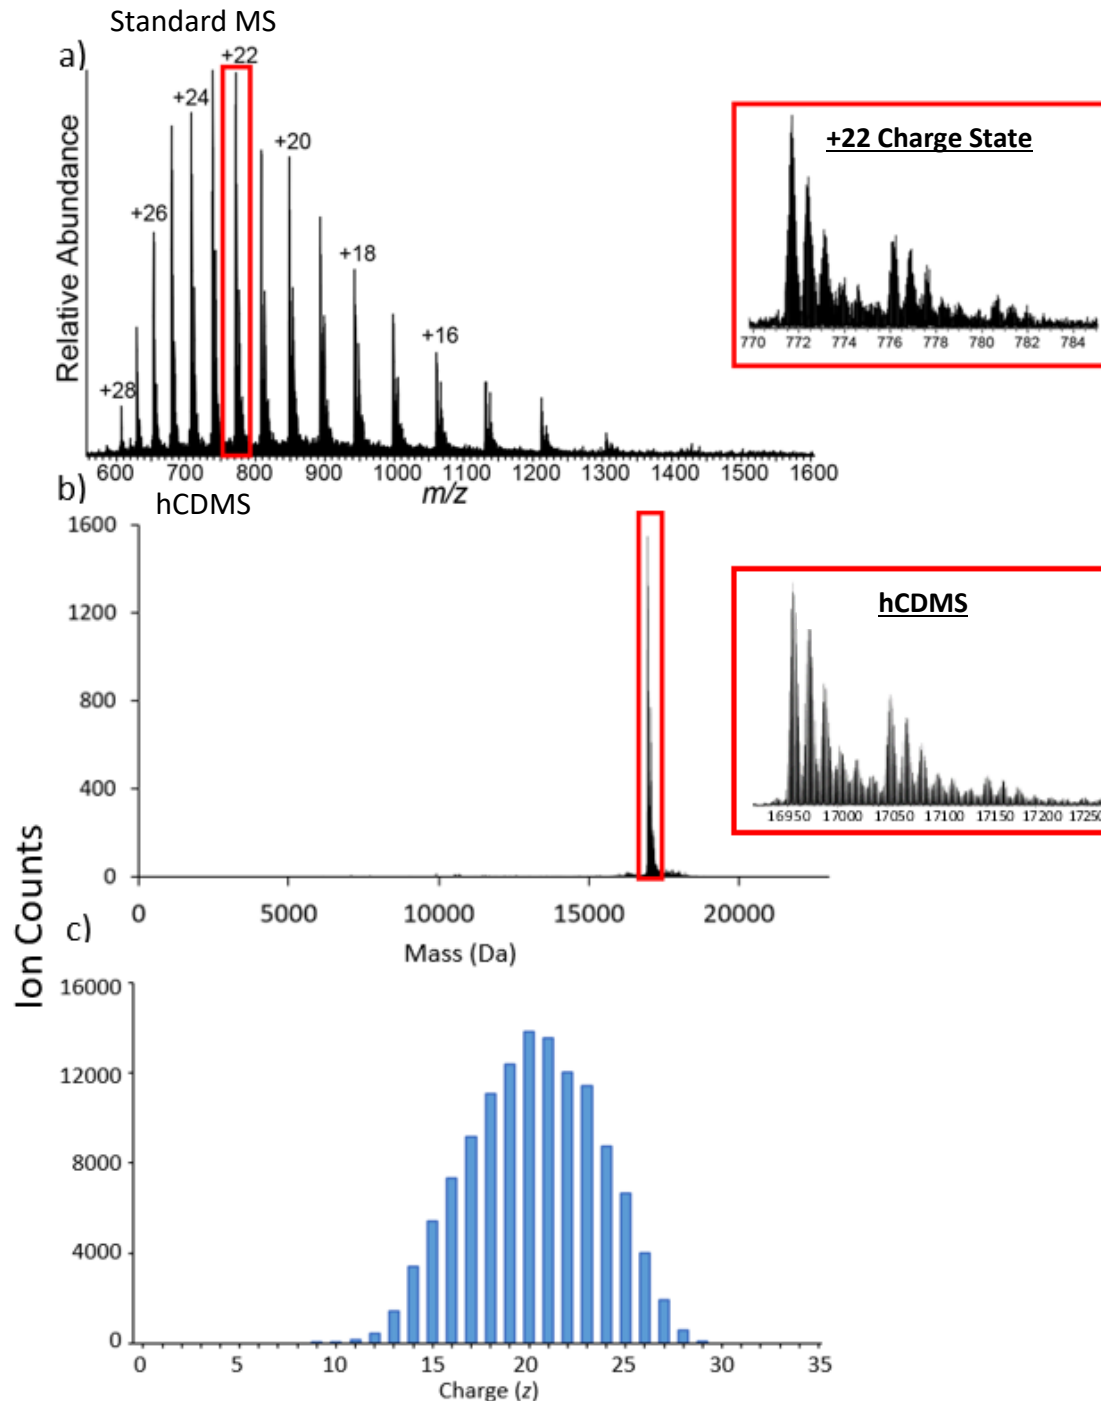 Standard MS
a)
+22
+24
+20
+26
+18
+16
+28
Relative Abundance
600 700 800 900 1000 1100 1200 1300 1400 1500 1600
m/z
+22 Charge State
770 772 774 776 778 780 782 784
b)
hCDMS
1600
1200
800
400
0
0 5000 10000 15000 20000
Mass (Da)
hCDMS
16950 17000 17050 17100 17150 17200 17250
Ion Counts
c)
16000
12000
8000
4000
0
0 5 10 15 20 25 30 35
Charge (z)